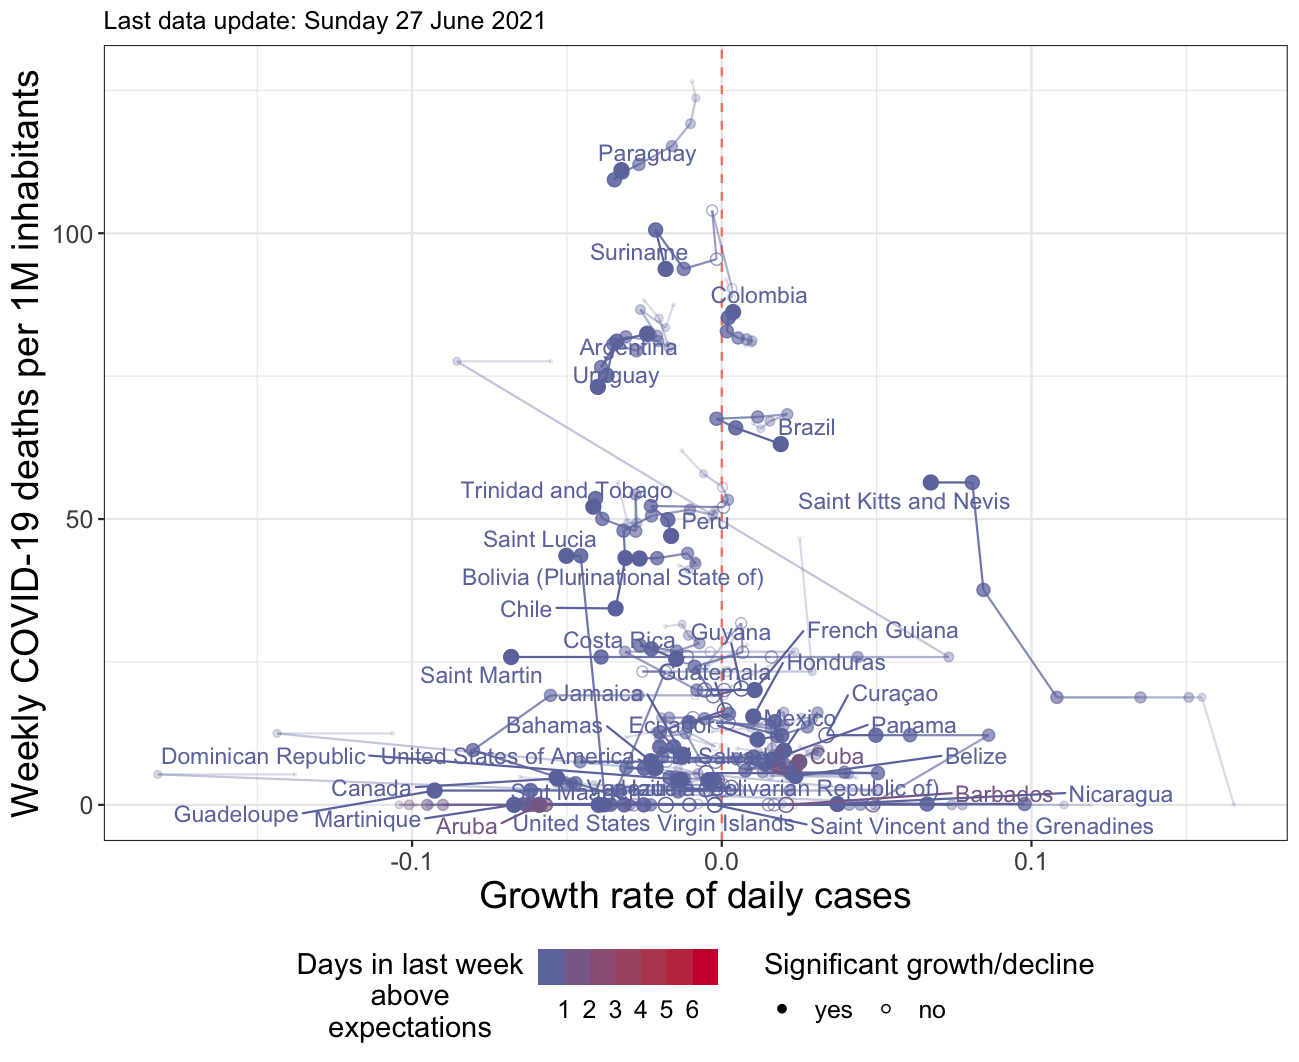 Last data update: Sunday 27 June 2021
Weekly COVID-19 deaths per 1M inhabitants
100
50
0
Paraguay
Suriname
Colombia
Argentina
Uruguay
Brazil
Trinidad and Tobago
Saint Kitts and Nevis
Peru
Saint Lucia
Bolivia (Plurinational State of)
Chile
French Guiana
Costa Rica
Guyana
Honduras
Saint Martin
Guatemala
Jamaica
Curaçao
Bahamas
Ecuador
Mexico
Panama
Dominican Republic
United States of America
Cuba
Belize
Canada
(Bolivarian Republic of)
Barbados
Nicaragua
Guadeloupe
Martinique
Aruba
United States Virgin Islands
Saint Vincent and the Grenadines
-0.1
0.0
0.1
Growth rate of daily cases
Days in last week
above
expectations
1 2 3 4 5 6
Significant growth/decline
yes
no